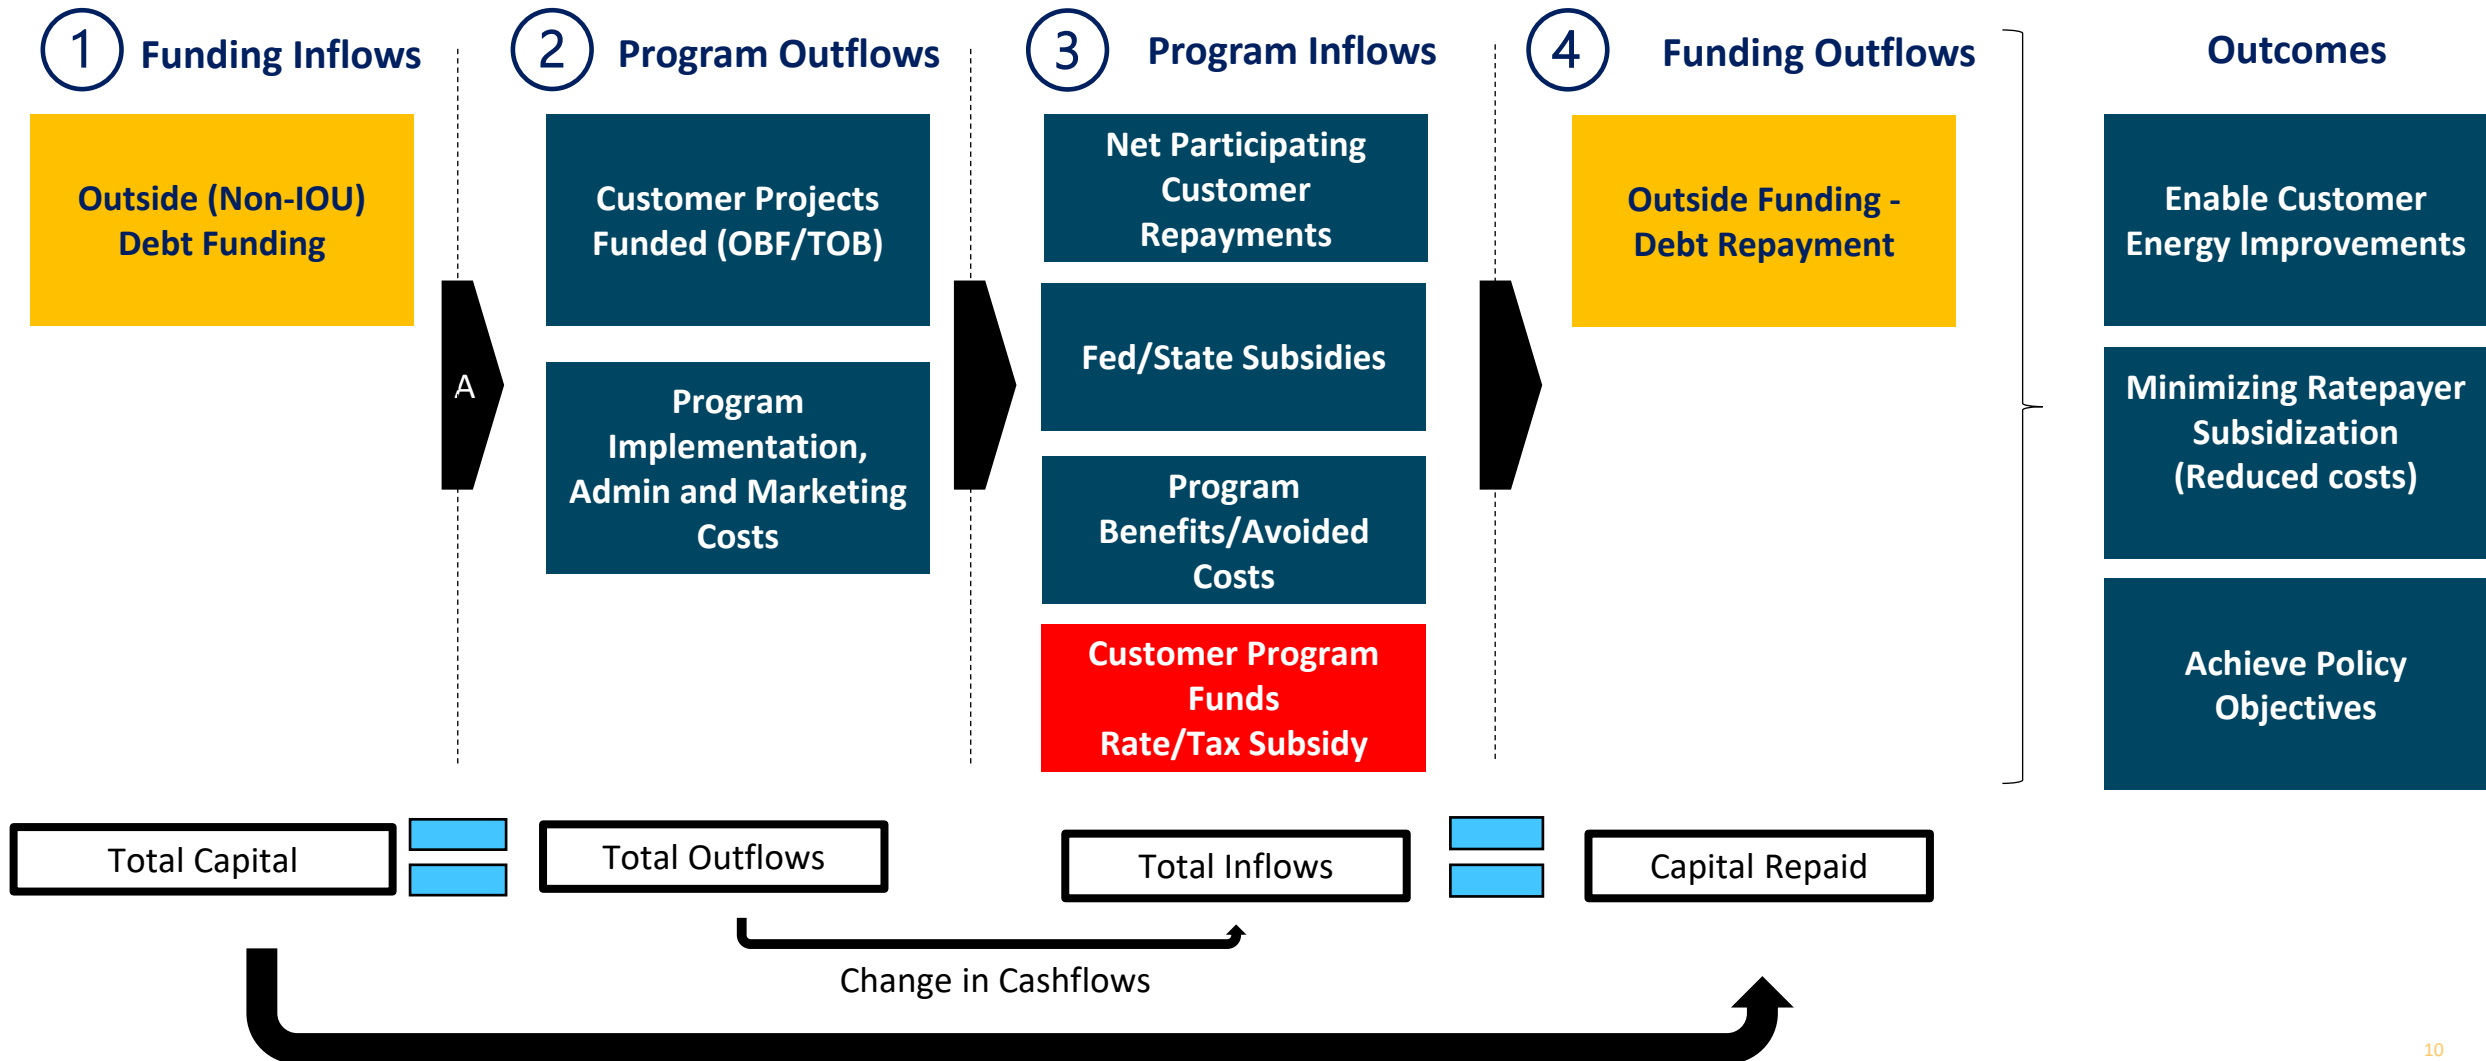 1
Funding Inflows
Outside (Non-IOU)
Debt Funding
A
2
Program Outflows
Customer Projects
Funded (OBF/TOB)
Program
Implementation,
Admin and Marketing
Costs
3
Program Inflows
Net Participating
Customer
Repayments
Fed/State Subsidies
Program
Benefits/Avoided
Costs
Customer Program
Funds
Rate/Tax Subsidy
4
Funding Outflows
Outside Funding -
Debt Repayment
Outcomes
Enable Customer
Energy Improvements
Minimizing Ratepayer
Subsidization
(Reduced costs)
Achieve Policy
Objectives
Total Capital
Total Outflows
Total Inflows
Capital Repaid
Change in Cashflows
10